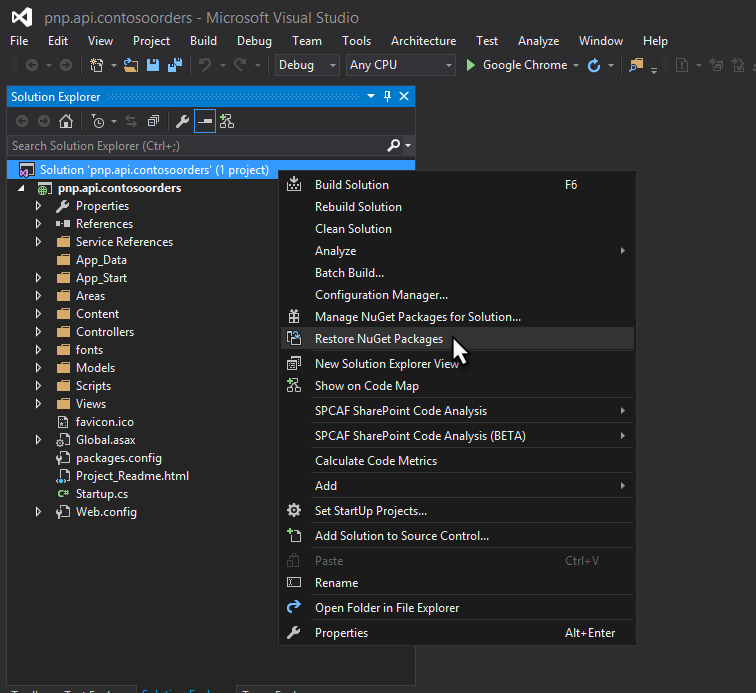 pnp.api.contosoorders - Microsoft Visual Studio
File Edit View Project Build Debug Team Tools Architecture Test Analyze Window Help
Debug Any CPU Google Chrome
Solution Explorer
Search Solution Explorer (Ctrl+;)
Solution 'pnp.api.contosoorders' (1 project)
pnp.api.contosoorders
Properties
References
Service References
App_Data
App_Start
Areas
Content
Controllers
fonts
Models
Scripts
Views
favicon.ico
Global.asax
packages.config
Project_Readme.html
C# Startup.cs
Web.config
Build Solution F6
Rebuild Solution
Clean Solution
Analyze
Batch Build...
Configuration Manager...
Manage NuGet Packages for Solution...
Restore NuGet Packages
New Solution Explorer View
Show on Code Map
SPCAF SharePoint Code Analysis
SPCAF SharePoint Code Analysis (BETA)
Calculate Code Metrics
Add
Set StartUp Projects...
Add Solution to Source Control...
Paste Ctrl+V
Rename
Open Folder in File Explorer
Properties Alt+Enter